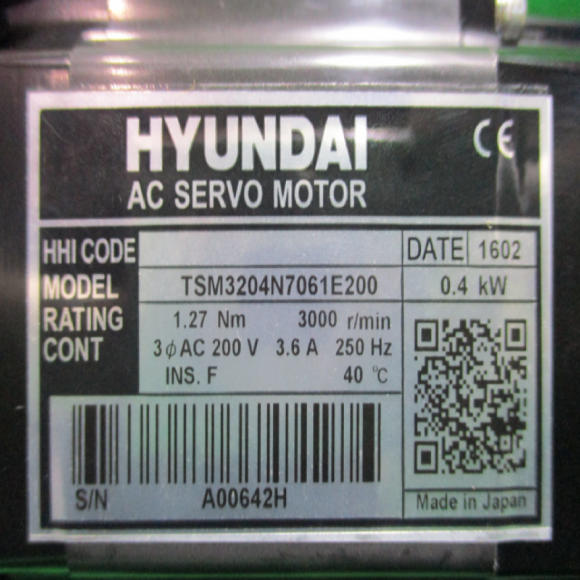 HYUNDAI CE
AC SERVO MOTOR
HHI CODE DATE 1602
MODEL TSM3204N7061E200 0.4 kW
RATING 1.27 Nm 3000 r/min
CONT 3φAC 200 V 3.6 A 250 Hz
INS. F 40 °C
S/N A00642H Made in Japan